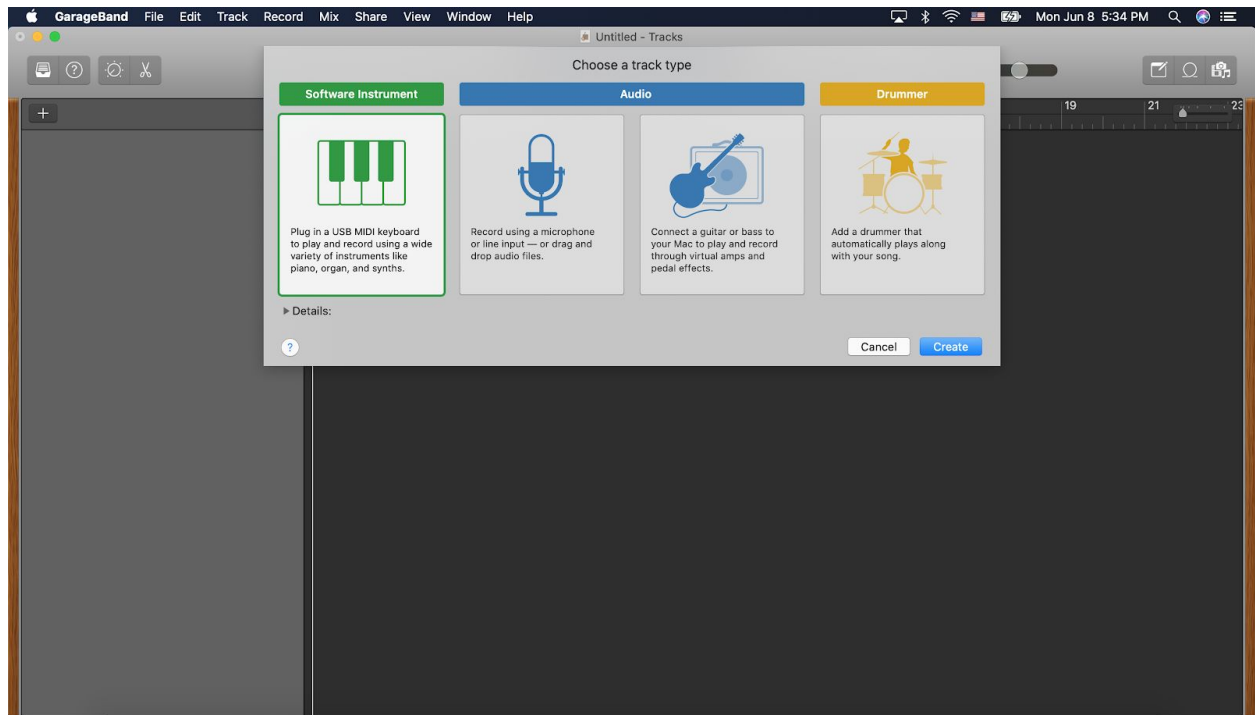 GarageBand File Edit Track Record Mix Share View Window Help Mon Jun 8 5:34 PM
Untitled - Tracks
Choose a track type
Software Instrument Audio Drummer
19 21 23
Plug in a USB MIDI keyboard
to play and record using a wide
variety of instruments like
piano, organ, and synths.
Record using a microphone
or line input — or drag and
drop audio files.
Connect a guitar or bass to
your Mac to play and record
through virtual amps and
pedal effects.
Add a drummer that
automatically plays along
with your song.
Details:
? Cancel Create